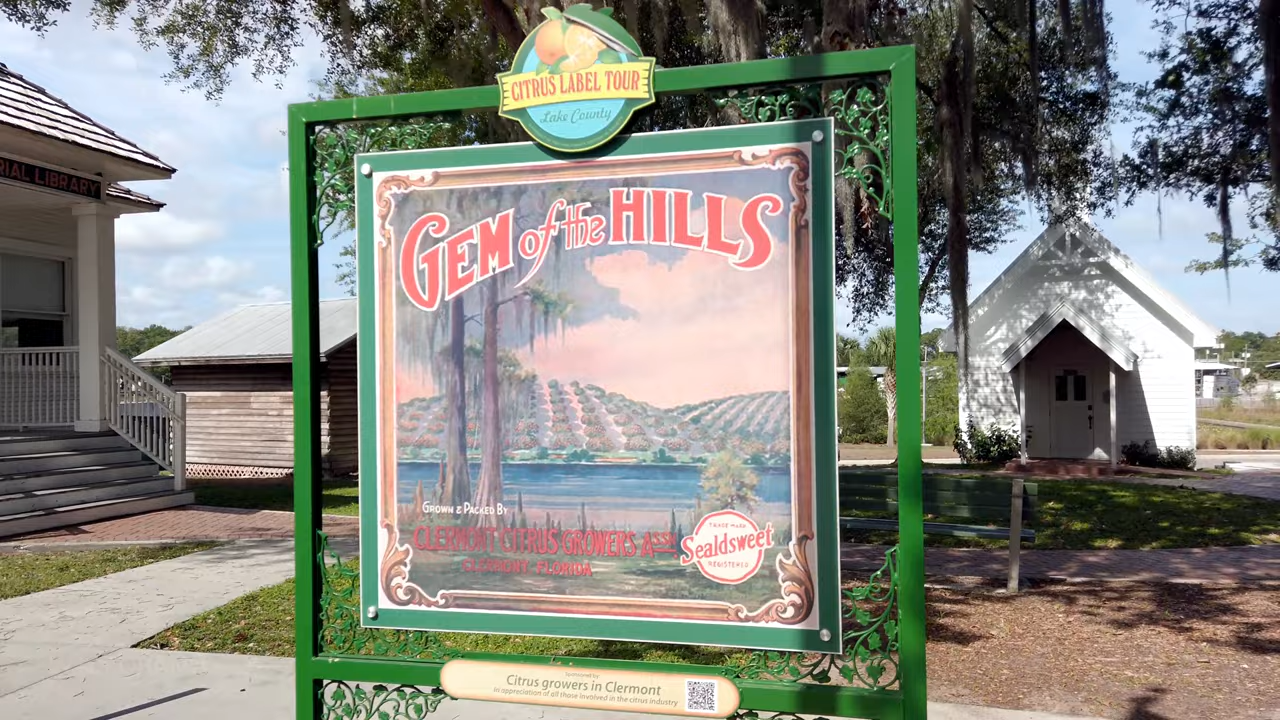 CITRUS LABEL TOUR
Lake County
RIAL LIBRARY
GEM of the HILLS
GROWN & PACKED BY
CLERMONT CITRUS GROWERS ASSN
CLERMONT FLORIDA
TRADE MARK
Sealdsweet
REGISTERED
Sponsored by
Citrus growers in Clermont
In appreciation of all those involved in the citrus industry